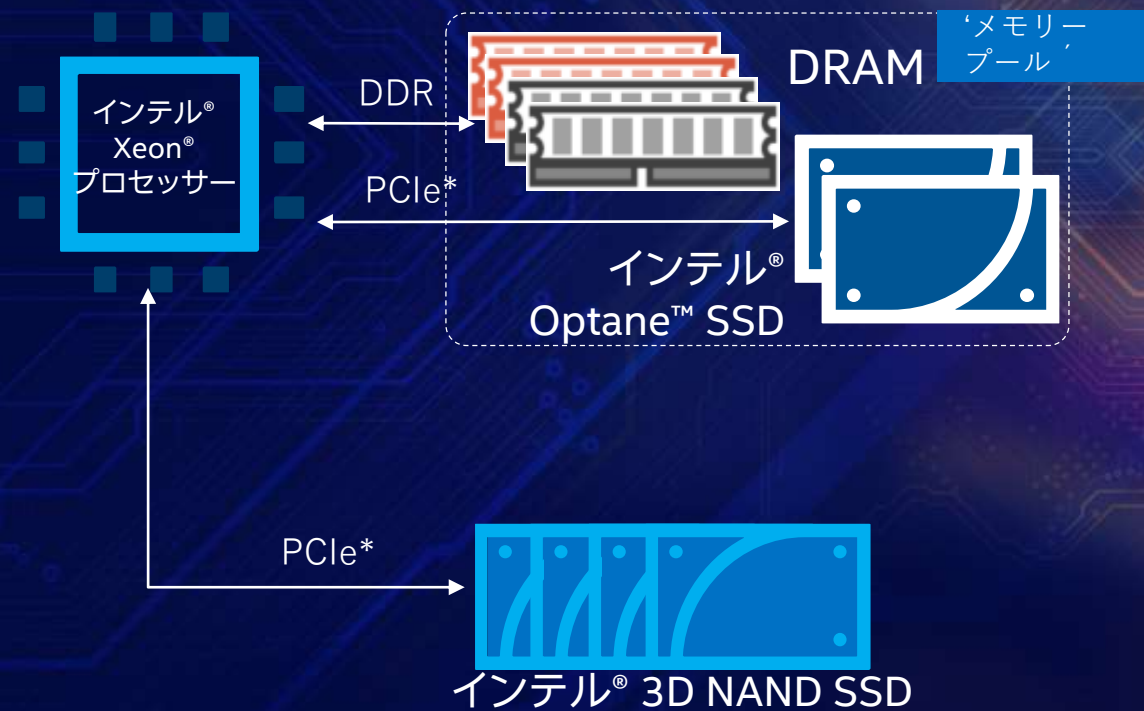 インテル®
Xeon®
プロセッサー
DDR
PCIe*
DRAM
‘メモリー
プール ’
インテル®
Optane™ SSD
PCIe*
インテル® 3D NAND SSD